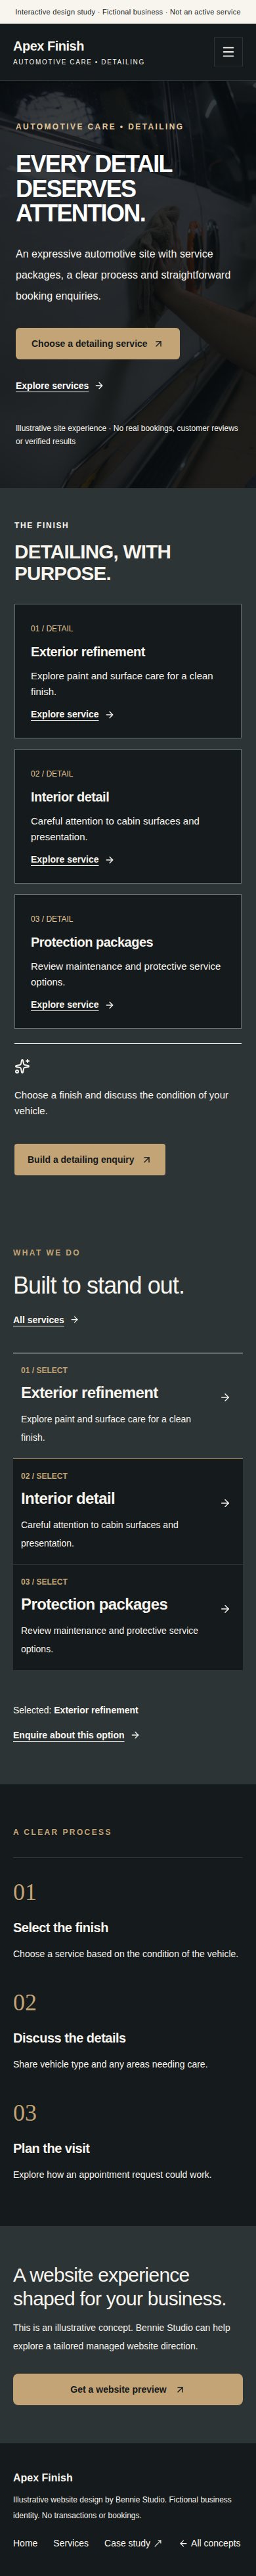 Interactive design study · Fictional business · Not an active service
Apex Finish
AUTOMOTIVE CARE • DETAILING
AUTOMOTIVE CARE • DETAILING
EVERY DETAIL
DESERVES
ATTENTION.
An expressive automotive site with service
packages, a clear process and straightforward
booking enquiries.
Choose a detailing service
Explore services
Illustrative site experience · No real bookings, customer reviews
or verified results
THE FINISH
DETAILING, WITH
PURPOSE.
01 / DETAIL
Exterior refinement
Explore paint and surface care for a clean
finish.
Explore service
02 / DETAIL
Interior detail
Careful attention to cabin surfaces and
presentation.
Explore service
03 / DETAIL
Protection packages
Review maintenance and protective service
options.
Explore service
Choose a finish and discuss the condition of your
vehicle.
Build a detailing enquiry
WHAT WE DO
Built to stand out.
All services
01 / SELECT
Exterior refinement
Explore paint and surface care for a clean
finish.
02 / SELECT
Interior detail
Careful attention to cabin surfaces and
presentation.
03 / SELECT
Protection packages
Review maintenance and protective service
options.
Selected: Exterior refinement
Enquire about this option
A CLEAR PROCESS
01
Select the finish
Choose a service based on the condition of the vehicle.
02
Discuss the details
Share vehicle type and any areas needing care.
03
Plan the visit
Explore how an appointment request could work.
A website experience
shaped for your business.
This is an illustrative concept. Bennie Studio can help
explore a tailored managed website direction.
Get a website preview
Apex Finish
Illustrative website design by Bennie Studio. Fictional business
identity. No transactions or bookings.
Home Services Case study ↗ ← All concepts